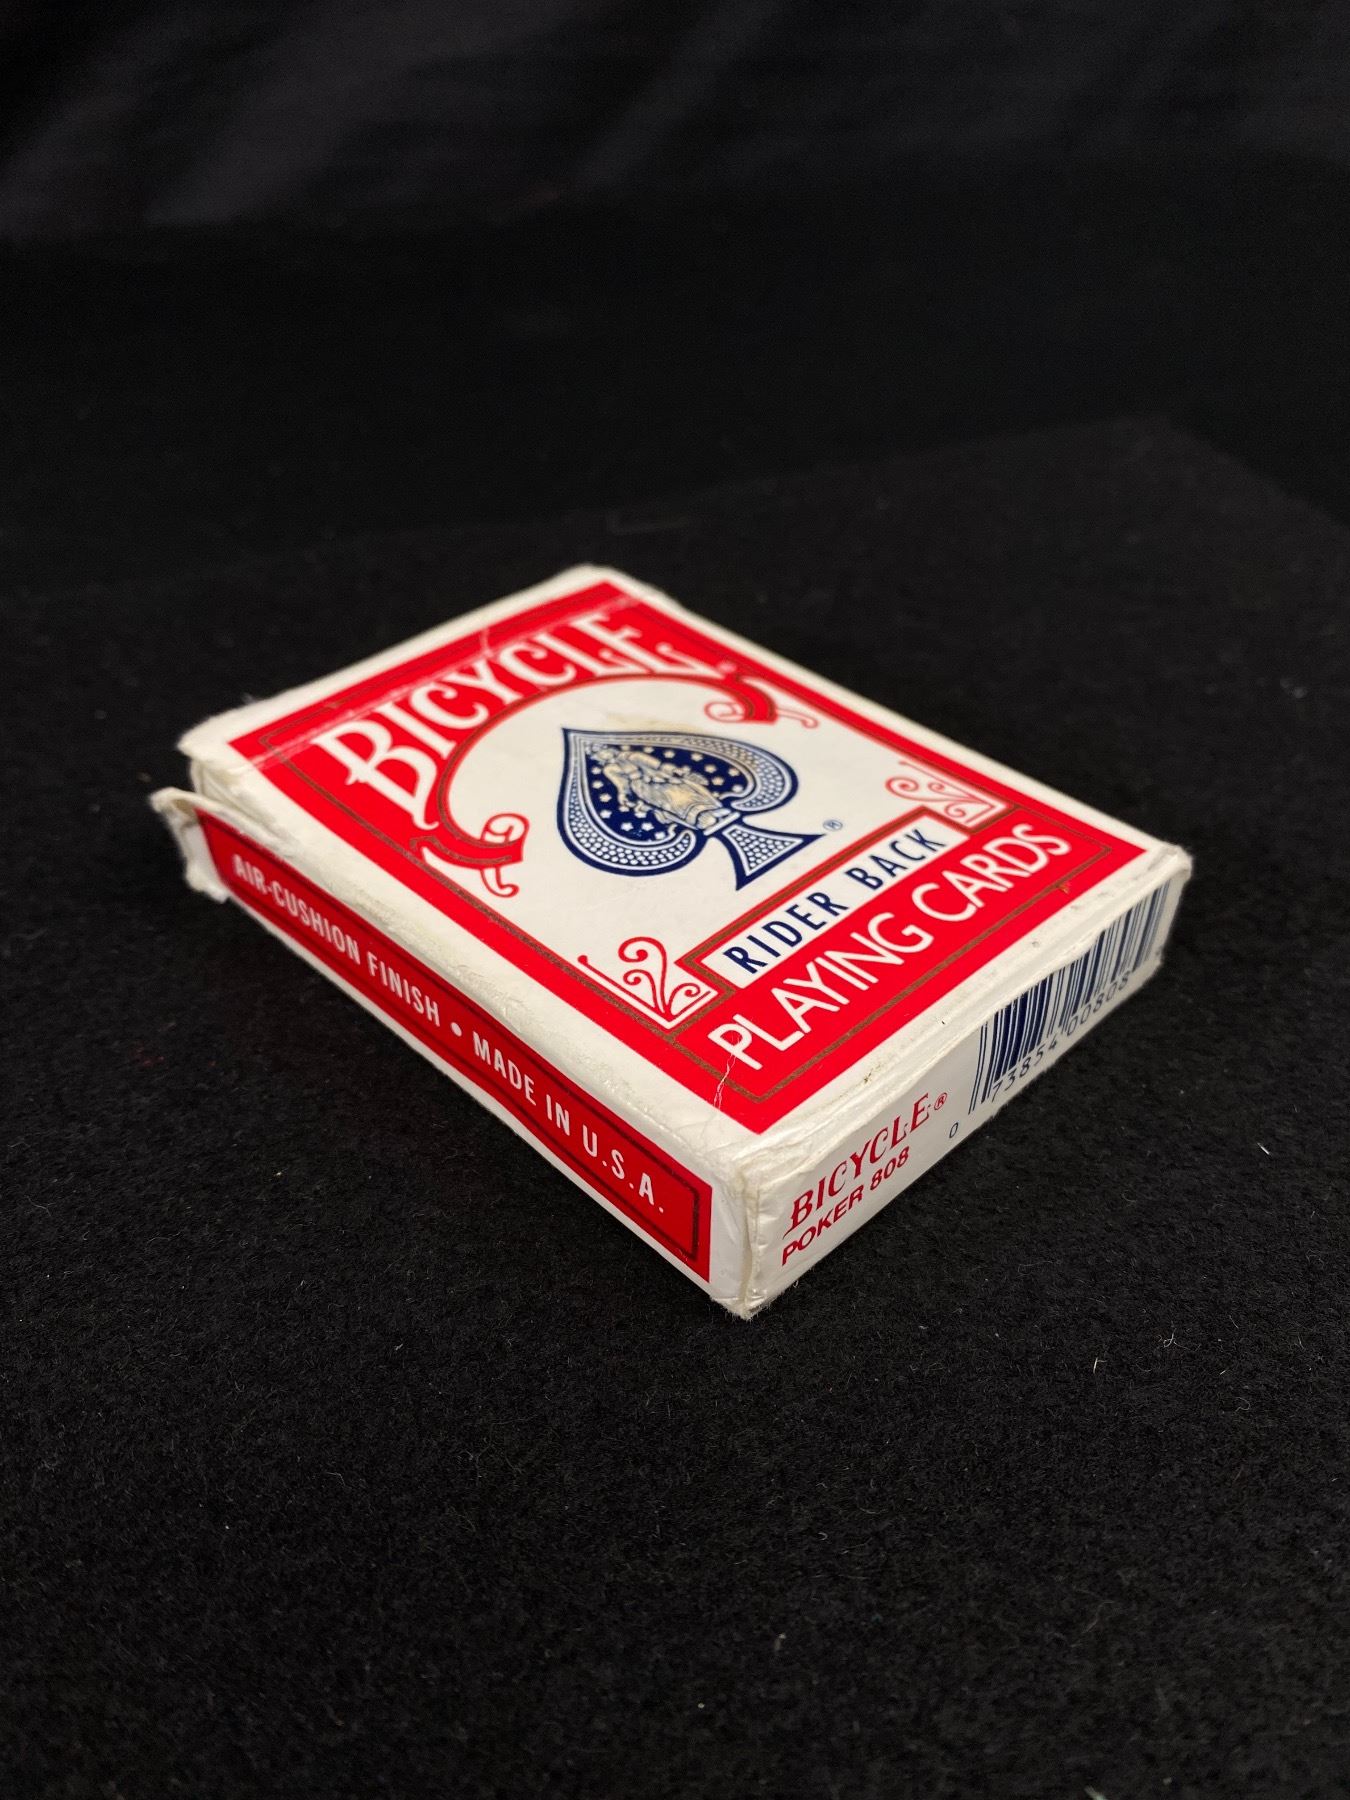 BICYCLE®
®
RIDER BACK
PLAYING CARDS
AIR-CUSHION FINISH • MADE IN U.S.A.
BICYCLE®
POKER 808
0 73854 00808